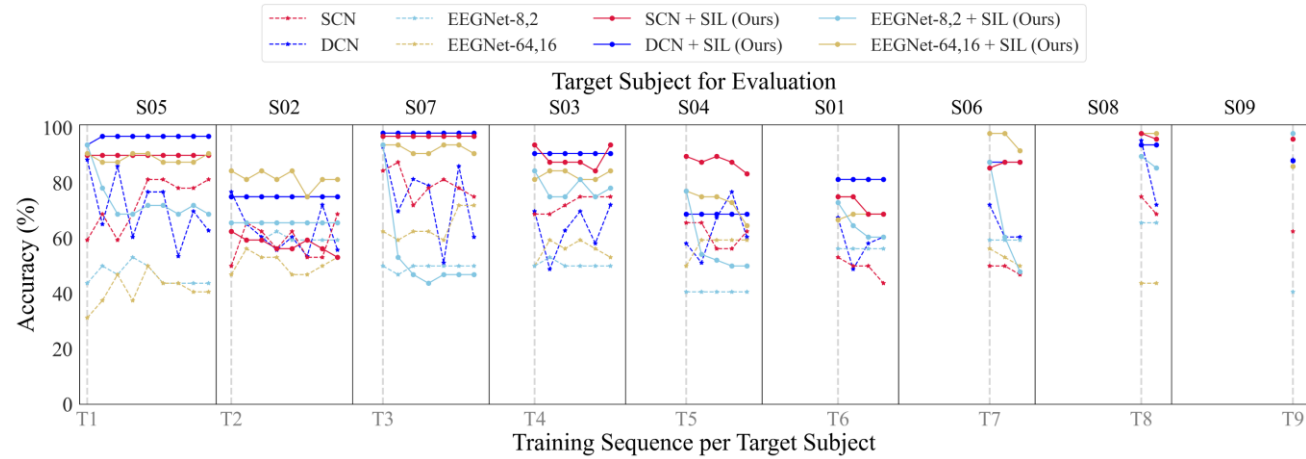 SCN EEGNet-8,2 SCN + SIL (Ours) EEGNet-8,2 + SIL (Ours)
DCN EEGNet-64,16 DCN + SIL (Ours) EEGNet-64,16 + SIL (Ours)
Target Subject for Evaluation
S05 S02 S07 S03 S04 S01 S06 S08 S09
Accuracy (%)
100
80
60
40
20
0
T1 T2 T3 T4 T5 T6 T7 T8 T9
Training Sequence per Target Subject